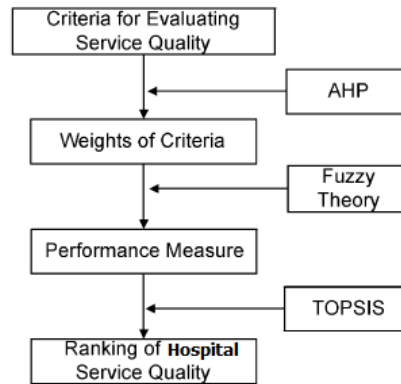 Criteria for Evaluating
Service Quality
AHP
Weights of Criteria
Fuzzy
Theory
Performance Measure
TOPSIS
Ranking of Hospital
Service Quality